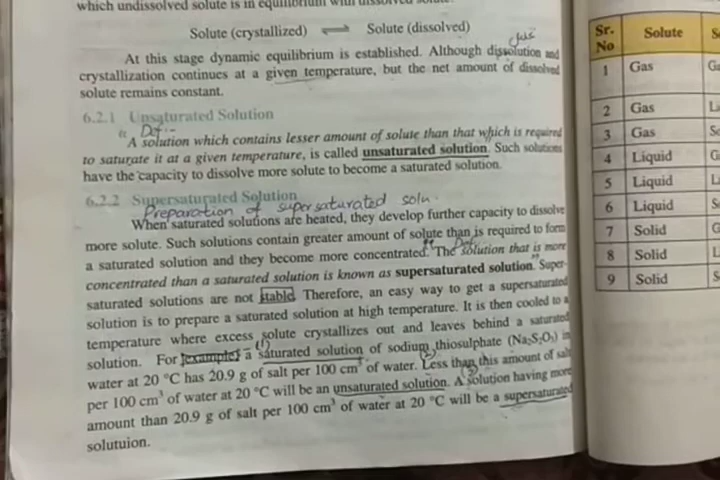 which undissolved solute is in equilibrium with dissolved solute.
Solute (crystallized) ⇌ Solute (dissolved)
At this stage dynamic equilibrium is established. Although dissolution and
crystallization continues at a given temperature, but the net amount of dissolved
solute remains constant.
6.2.1 Unsaturated Solution
Def:-
"A solution which contains lesser amount of solute than that which is required
to saturate it at a given temperature, is called unsaturated solution. Such solutions
have the capacity to dissolve more solute to become a saturated solution.
6.2.2 Supersaturated Solution
Preparation of supersaturated solu.
When saturated solutions are heated, they develop further capacity to dissolve
more solute. Such solutions contain greater amount of solute than is required to form
a saturated solution and they become more concentrated. "The solution that is more
concentrated than a saturated solution is known as supersaturated solution." Super-
saturated solutions are not stable. Therefore, an easy way to get a supersaturated
solution is to prepare a saturated solution at high temperature. It is then cooled to a
temperature where excess solute crystallizes out and leaves behind a saturated
solution. For example, a saturated solution of sodium thiosulphate (Na₂S₂O₃) in
water at 20 °C has 20.9 g of salt per 100 cm³ of water. Less than this amount of salt
per 100 cm³ of water at 20 °C will be an unsaturated solution. A solution having more
amount than 20.9 g of salt per 100 cm³ of water at 20 °C will be a supersaturated
solutuion.
Sr. No Solute
1 Gas
2 Gas
3 Gas
4 Liquid
5 Liquid
6 Liquid
7 Solid
8 Solid
9 Solid